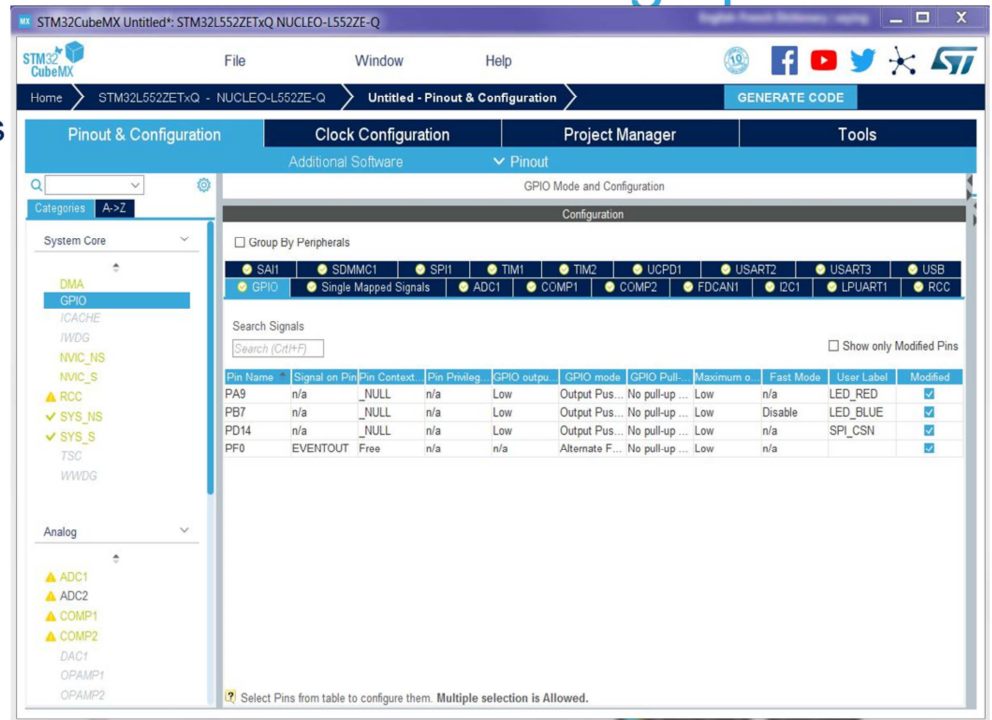 STM32CubeMX Untitled*: STM32L552ZETxQ NUCLEO-L552ZE-Q
STM32 CubeMX
File Window Help
10
Home STM32L552ZETxQ - NUCLEO-L552ZE-Q Untitled - Pinout & Configuration GENERATE CODE
s
Pinout & Configuration Clock Configuration Project Manager Tools
Additional Software Pinout
GPIO Mode and Configuration
Categories A->Z
Configuration
System Core
Group By Peripherals
SAI1 SDMMC1 SPI1 TIM1 TIM2 UCPD1 USART2 USART3 USB
GPIO Single Mapped Signals ADC1 COMP1 COMP2 FDCAN1 I2C1 LPUART1 RCC
DMA
GPIO
ICACHE
IWDG
NVIC_NS
NVIC_S
RCC
SYS_NS
SYS_S
TSC
WWDG
Search Signals
Search (Crtl+F)
Show only Modified Pins
Pin Name Signal on Pin Pin Context... Pin Privileg... GPIO outpu... GPIO mode GPIO Pull-... Maximum o... Fast Mode User Label Modified
PA9 n/a _NULL n/a Low Output Pus... No pull-up ... Low n/a LED_RED
PB7 n/a _NULL n/a Low Output Pus... No pull-up ... Low Disable LED_BLUE
PD14 n/a _NULL n/a Low Output Pus... No pull-up ... Low n/a SPI_CSN
PF0 EVENTOUT Free n/a n/a Alternate F... No pull-up ... Low n/a
Analog
ADC1
ADC2
COMP1
COMP2
DAC1
OPAMP1
OPAMP2
Select Pins from table to configure them. Multiple selection is Allowed.